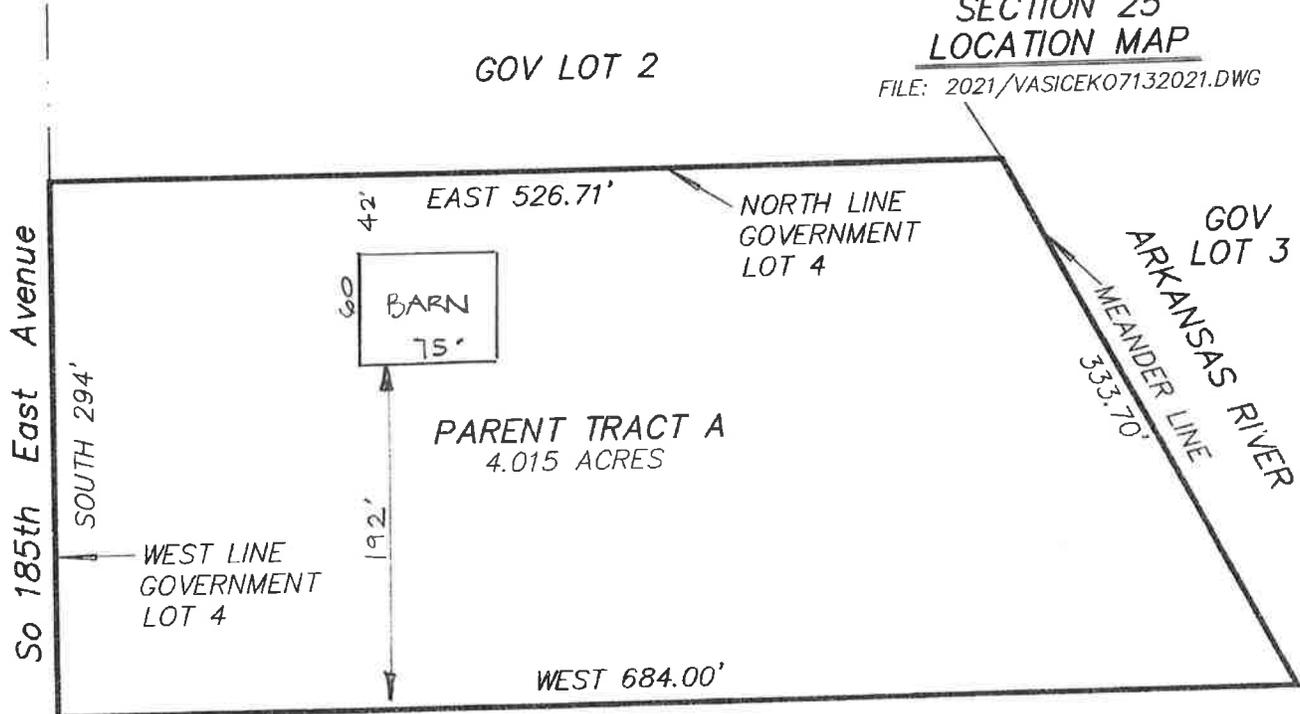 SECTION 25
LOCATION MAP
FILE: 2021/VASICEK07132021.DWG
GOV LOT 2
EAST 526.71'
42'
NORTH LINE
GOVERNMENT
LOT 4
GOV
LOT 3
ARKANSAS RIVER
MEANDER LINE
333.70'
60
BARN
75'
So 185th East Avenue
SOUTH 294'
PARENT TRACT A
4.015 ACRES
192'
WEST LINE
GOVERNMENT
LOT 4
WEST 684.00'